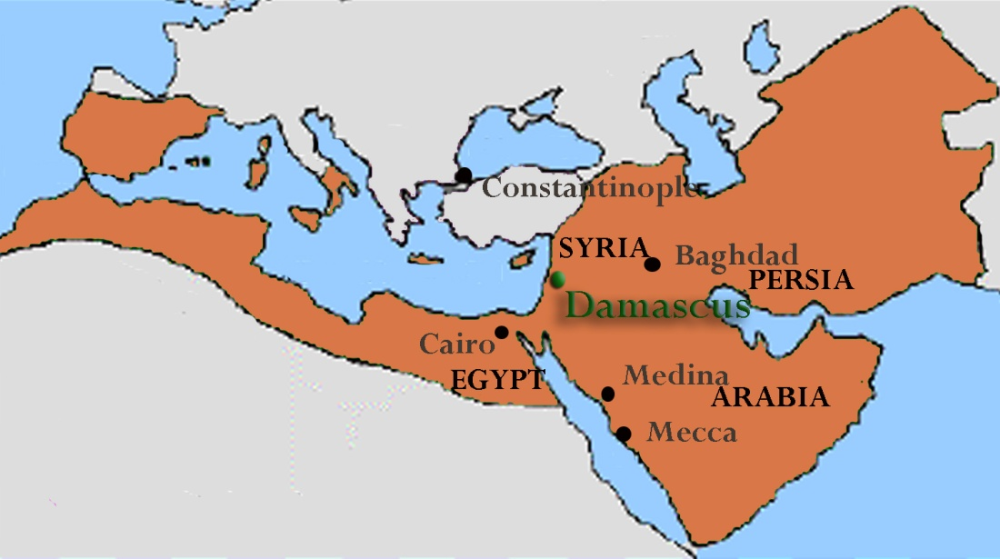 Constantinople
SYRIA
Baghdad
PERSIA
Damascus
Cairo
EGYPT
Medina
ARABIA
Mecca